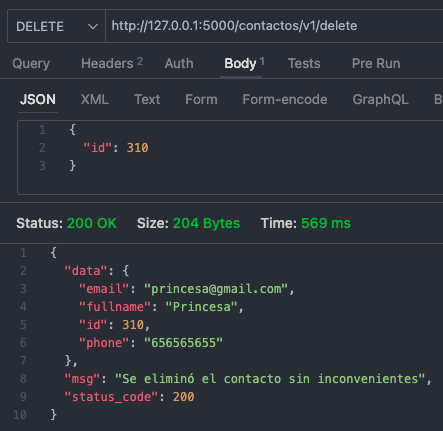 DELETE http://127.0.0.1:5000/contactos/v1/delete
Query Headers 2 Auth Body 1 Tests Pre Run
JSON XML Text Form Form-encode GraphQL B
1 {
2 "id": 310
3 }
Status: 200 OK Size: 204 Bytes Time: 569 ms
1 {
2 "data": {
3 "email": "princesa@gmail.com",
4 "fullname": "Princesa",
5 "id": 310,
6 "phone": "656565655"
7 },
8 "msg": "Se eliminó el contacto sin inconvenientes",
9 "status_code": 200
10 }